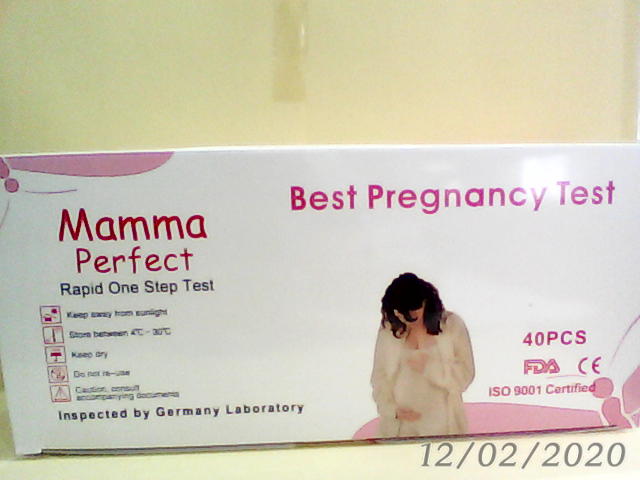 Best Pregnancy Test
Mamma
Perfect
Rapid One Step Test
Keep away from sunlight
Store between 4°C - 30°C
Keep dry
Do not re-use
Caution, consult
accompanying documents
Inspected by Germany Laboratory
40PCS
FDA CE
ISO 9001 Certified
12/02/2020